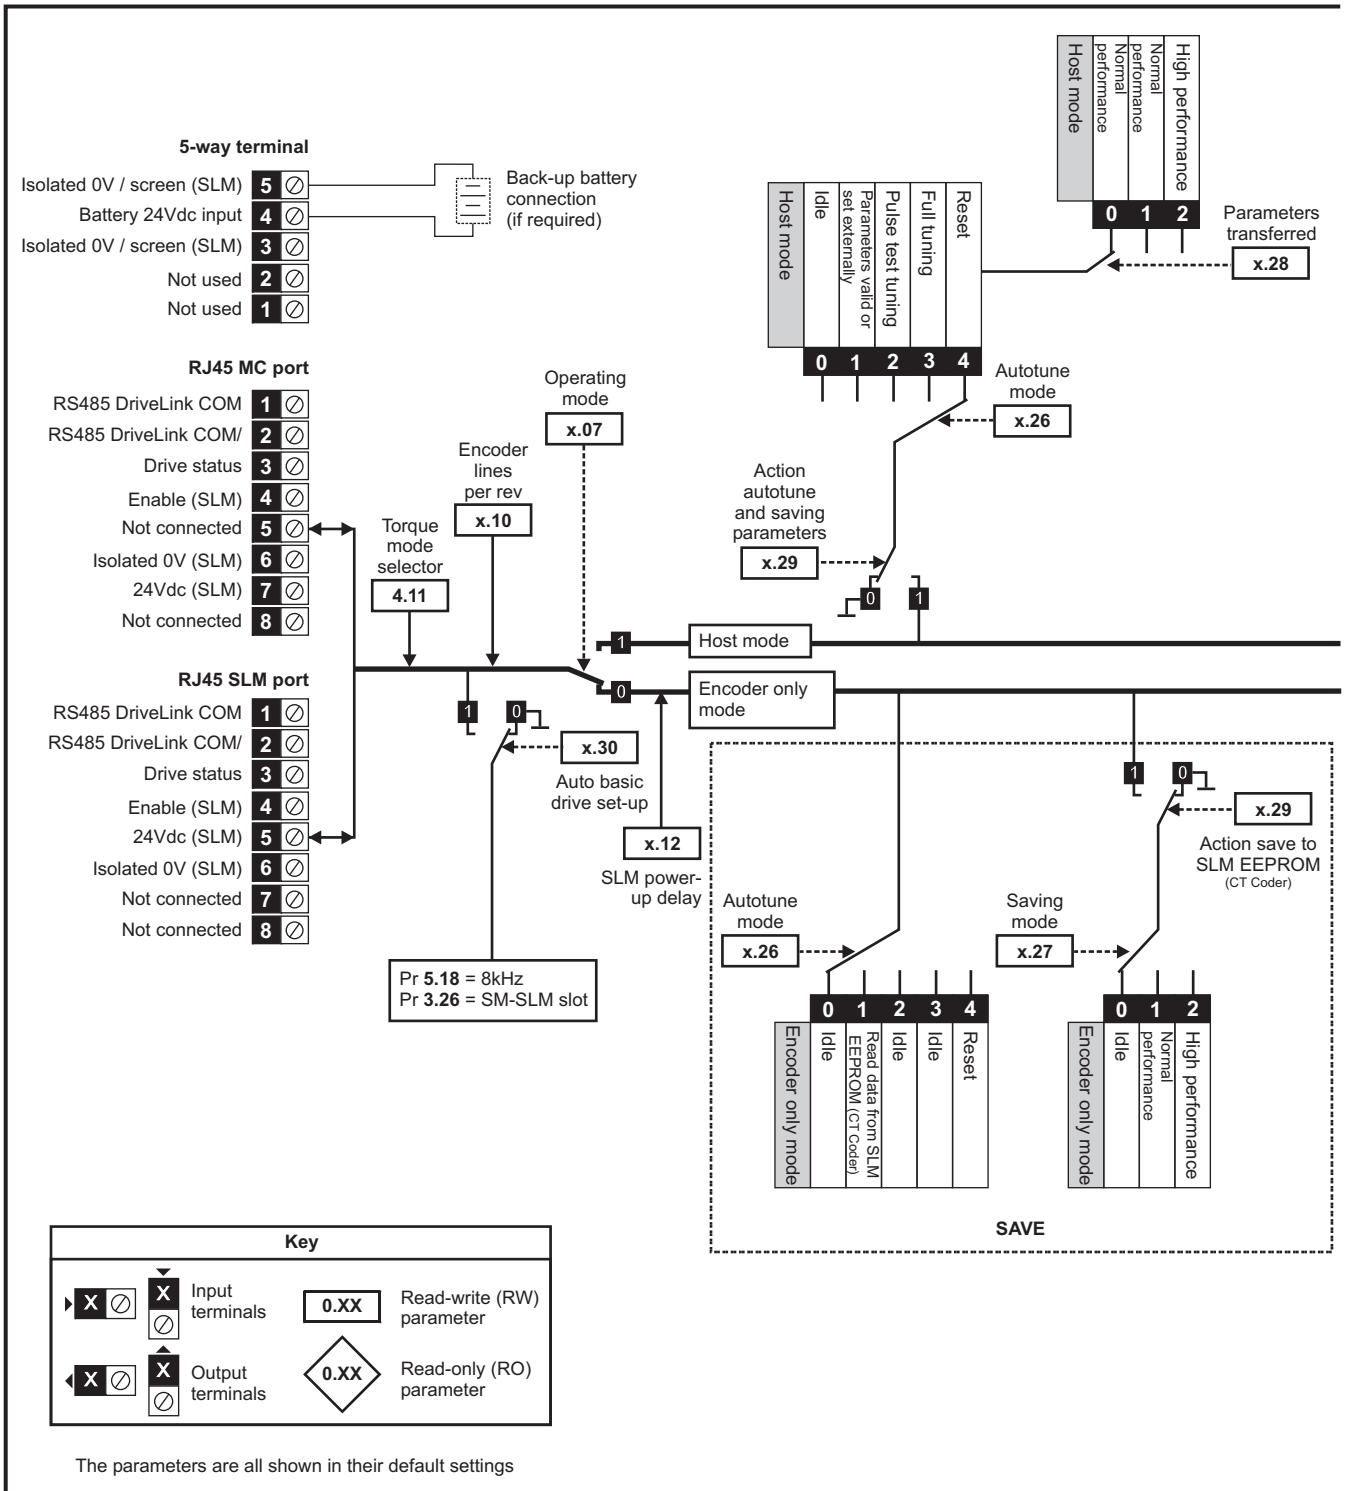 5-way terminal
Isolated 0V / screen (SLM) 5
Battery 24Vdc input 4
Isolated 0V / screen (SLM) 3
Not used 2
Not used 1
Back-up battery
connection
(if required)
RJ45 MC port
RS485 DriveLink COM 1
RS485 DriveLink COM/ 2
Drive status 3
Enable (SLM) 4
Not connected 5
Isolated 0V (SLM) 6
24Vdc (SLM) 7
Not connected 8
RJ45 SLM port
RS485 DriveLink COM 1
RS485 DriveLink COM/ 2
Drive status 3
Enable (SLM) 4
24Vdc (SLM) 5
Isolated 0V (SLM) 6
Not connected 7
Not connected 8
Torque
mode
selector
4.11
Encoder
lines
per rev
x.10
Operating
mode
x.07
1
0
x.30
Auto basic
drive set-up
Pr 5.18 = 8kHz
Pr 3.26 = SM-SLM slot
1
0
Host mode
Encoder only
mode
x.12
SLM power-
up delay
Host mode
Idle
Parameters valid or
set externally
Pulse test tuning
Full tuning
Reset
0 1 2 3 4
Autotune
mode
x.26
Action
autotune
and saving
parameters
x.29
0
1
Host mode
Normal
performance
Normal
performance
High performance
0 1 2
Parameters
transferred
x.28
Autotune
mode
x.26
0 1 2 3 4
Encoder only mode
Idle
Read data from SLM
EEPROM (CT Coder)
Idle
Idle
Reset
1
0
x.29
Action save to
SLM EEPROM
(CT Coder)
Saving
mode
x.27
0 1 2
Encoder only mode
Idle
Normal
performance
High performance
SAVE
Key
X
X
Input
terminals
0.XX
Read-write (RW)
parameter
X
X
Output
terminals
0.XX
Read-only (RO)
parameter
The parameters are all shown in their default settings